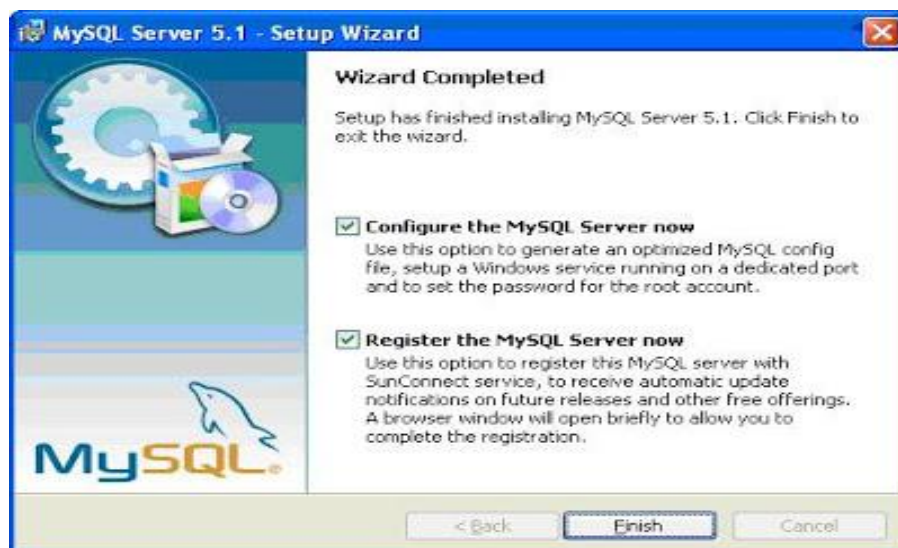 MySQL Server 5.1 - Setup Wizard
Wizard Completed
Setup has finished installing MySQL Server 5.1. Click Finish to
exit the wizard.
Configure the MySQL Server now
Use this option to generate an optimized MySQL config
file, setup a Windows service running on a dedicated port
and to set the password for the root account.
Register the MySQL Server now
Use this option to register this MySQL server with
SunConnect service, to receive automatic update
notifications on future releases and other free offerings.
A browser window will open briefly to allow you to
complete the registration.
MySQL®
< Back
Finish
Cancel